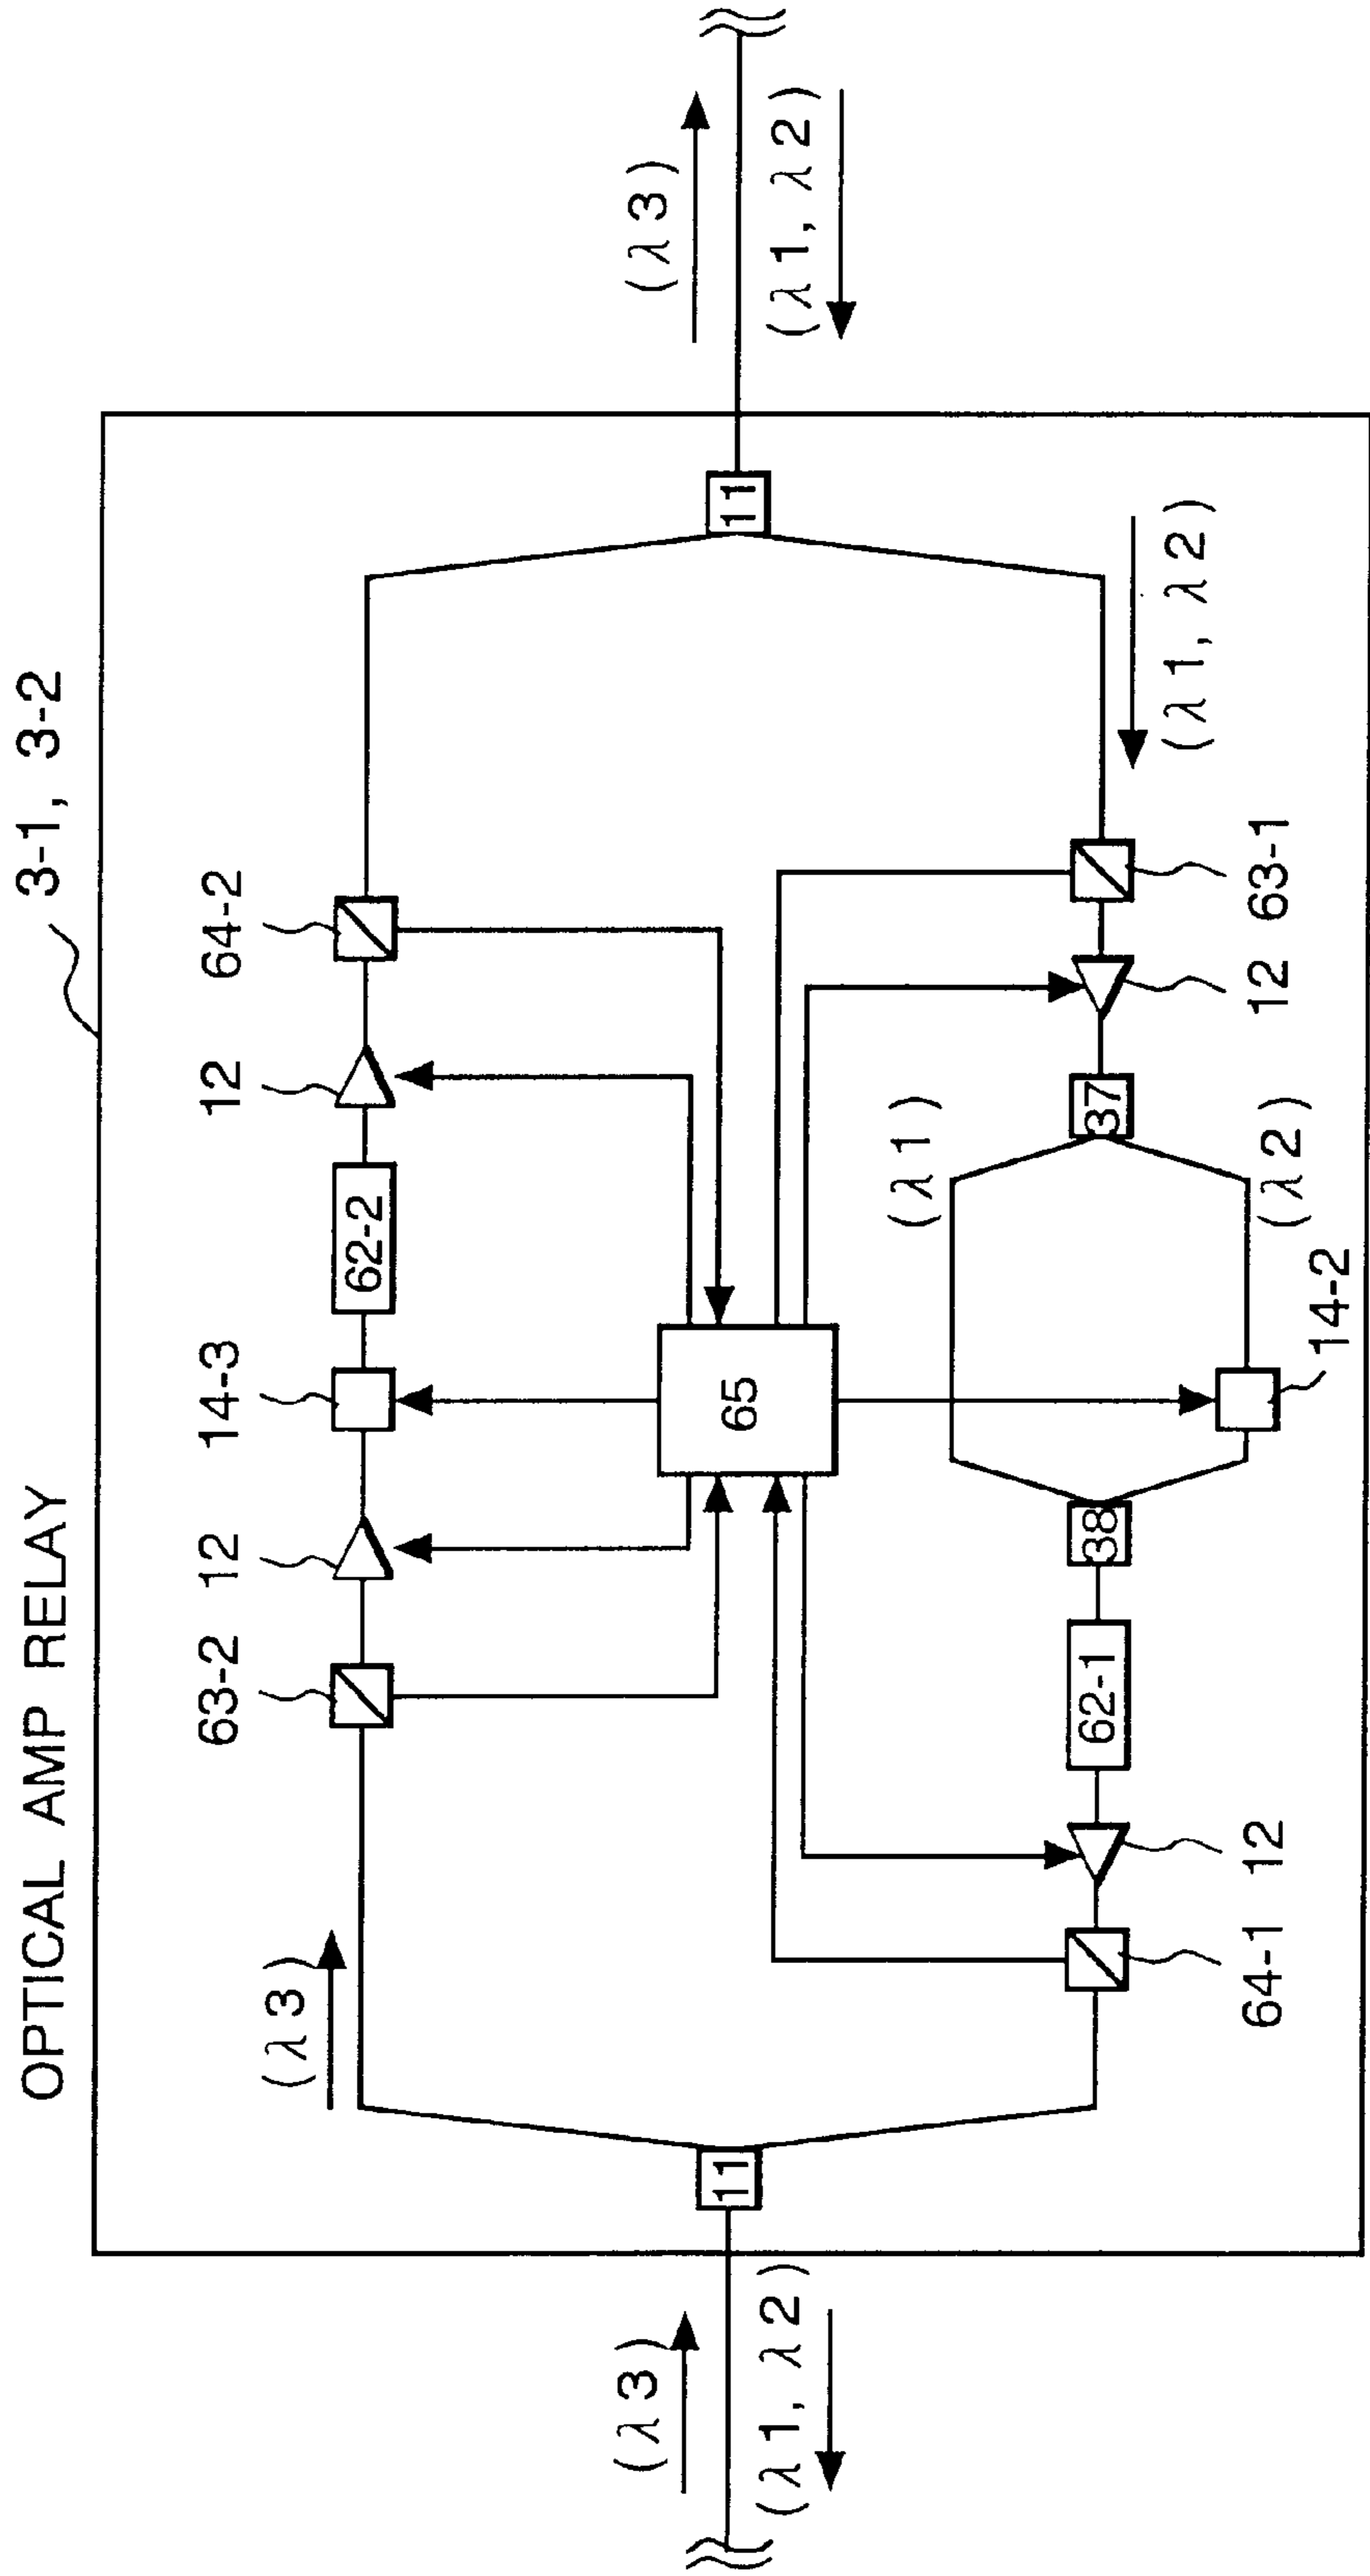 OPTICAL AMP RELAY
3-1, 3-2
(λ3)
63-2
12
14-3
12
64-2
62-2
(λ3)
(λ1, λ2)
11
65
11
(λ3)
(λ1, λ2)
(λ1)
38
37
62-1
(λ2)
(λ1, λ2)
64-1
12
14-2
12
63-1